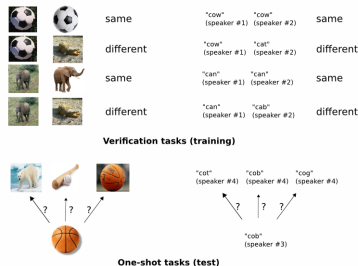 same "cow" (speaker #1) "cow" (speaker #2) same
different "cow" (speaker #1) "cat" (speaker #2) different
same "can" (speaker #1) "can" (speaker #2) same
different "can" (speaker #1) "cab" (speaker #2) different
Verification tasks (training)
"cot" (speaker #4) "cob" (speaker #4) "cog" (speaker #4)
? ? ? ? ? ?
"cob" (speaker #3)
One-shot tasks (test)